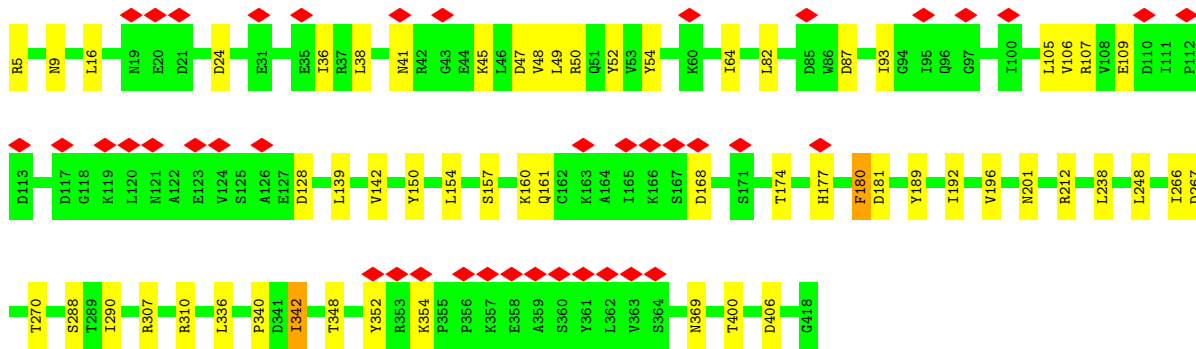 R5 N9 L16 N19 E20 D21 D24 E31 E35 I36 R37 L38 N41 R42 G43 E44 K45 L46 D47 V48 L49 R50 Q51 Y52 V53 Y54 K60 I64 L82 D85 W86 D87 I93 G94 I95 Q96 G97 I100 L105 V106 R107 V108 E109 D110 I111 P112
D113 D117 G118 K119 L120 N121 A122 E123 V124 S125 A126 E127 D128 L139 V142 Y150 L154 S157 K160 Q161 C162 K163 A164 I165 K166 S167 D168 S171 T174 H177 F180 D181 Y189 I192 V196 N201 R212 L238 L248 I266 D267
T270 S288 T289 I290 R307 R310 L336 P340 D341 I342 T348 Y352 R353 K354 P355 P356 K357 E358 A359 S360 Y361 L362 V363 S364 N369 T400 D406 G418